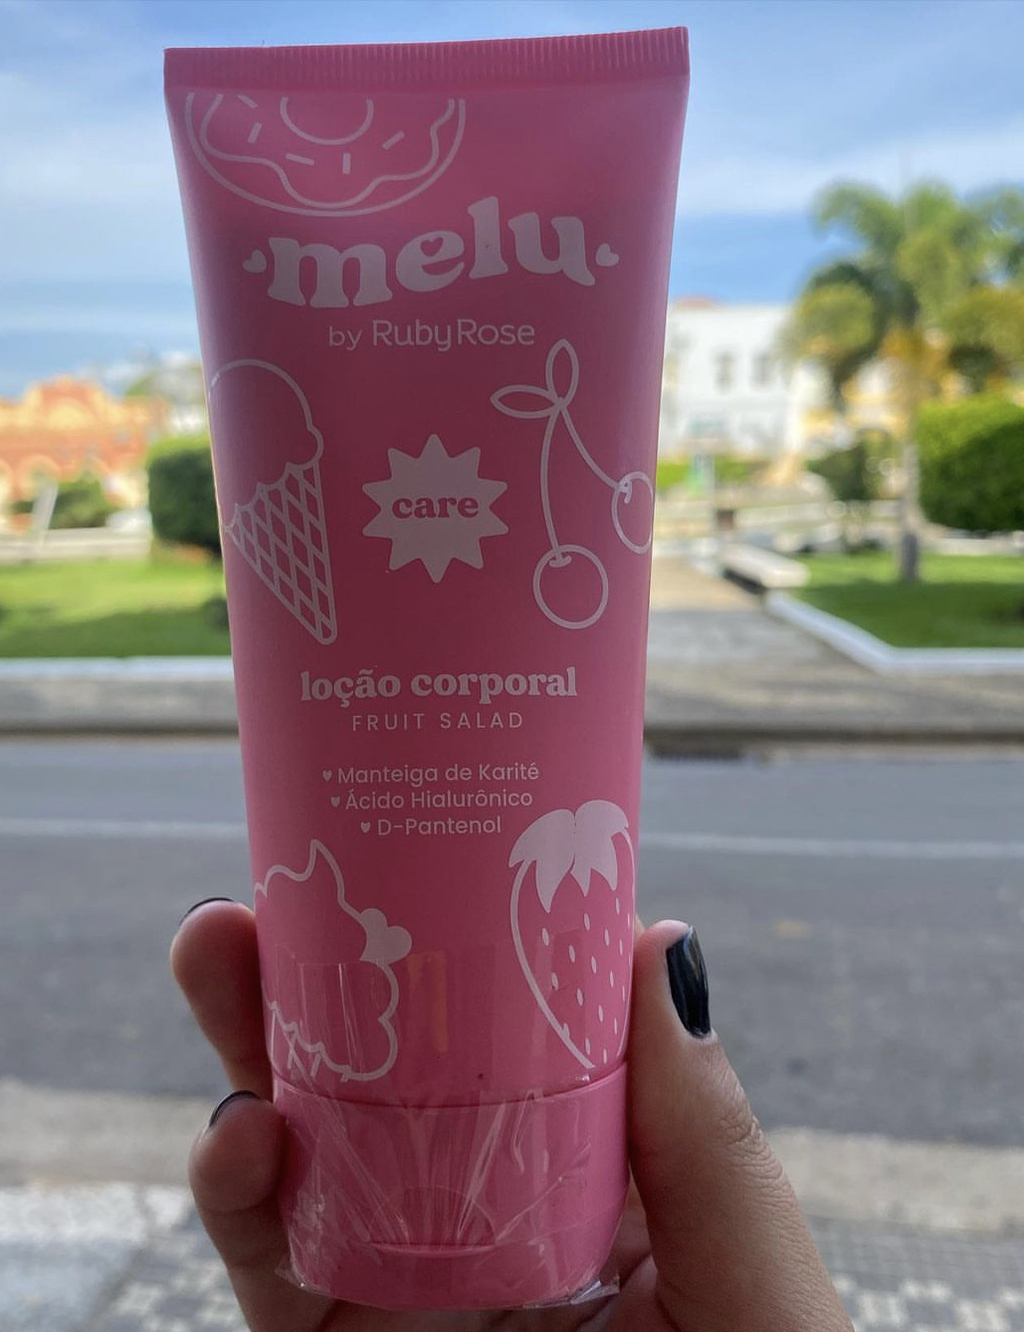 melu
by RubyRose
care
loção corporal
FRUIT SALAD
Manteiga de Karité
Ácido Hialurônico
D-Pantenol